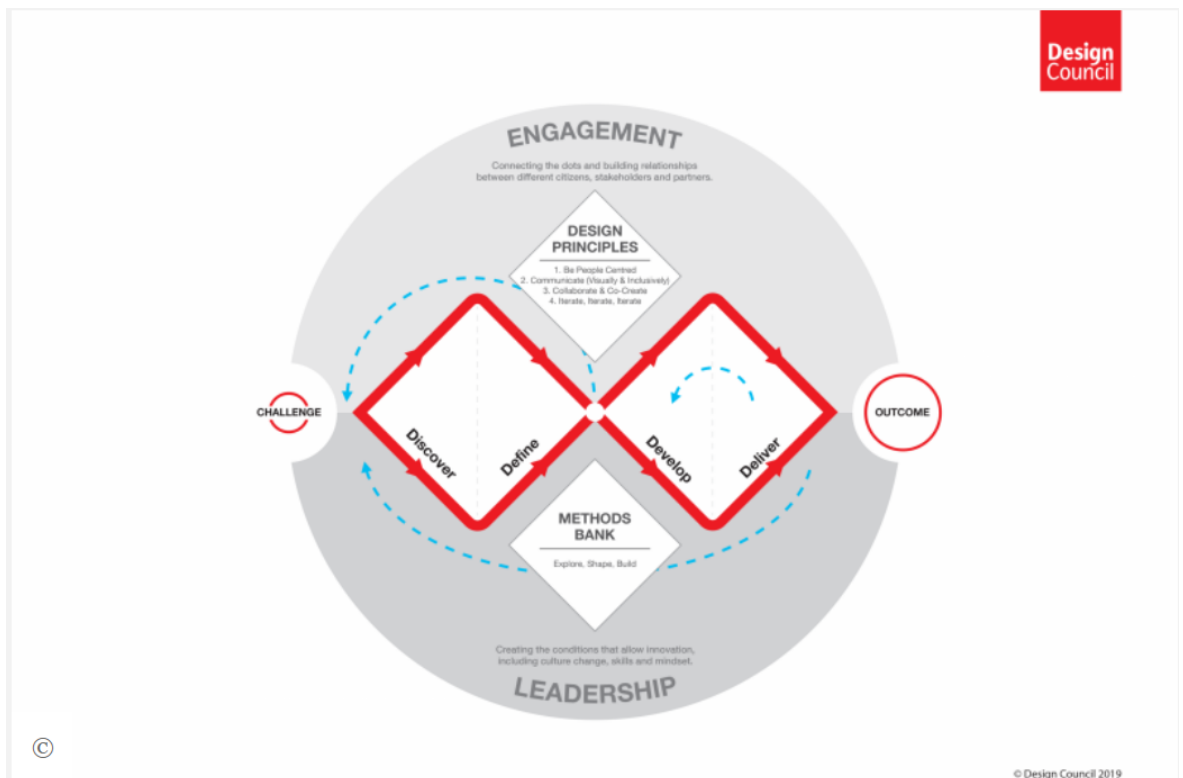 Design
Council
ENGAGEMENT
Connecting the dots and building relationships
between different citizens, stakeholders and partners.
DESIGN
PRINCIPLES
1. Be People Centred
2. Communicate (Visually & Inclusively)
3. Collaborate & Co-Create
4. Iterate, Iterate, Iterate
CHALLENGE
Discover
Define
Develop
Deliver
OUTCOME
METHODS
BANK
Explore, Shape, Build
Creating the conditions that allow innovation,
including culture change, skills and mindset.
LEADERSHIP
©
© Design Council 2019